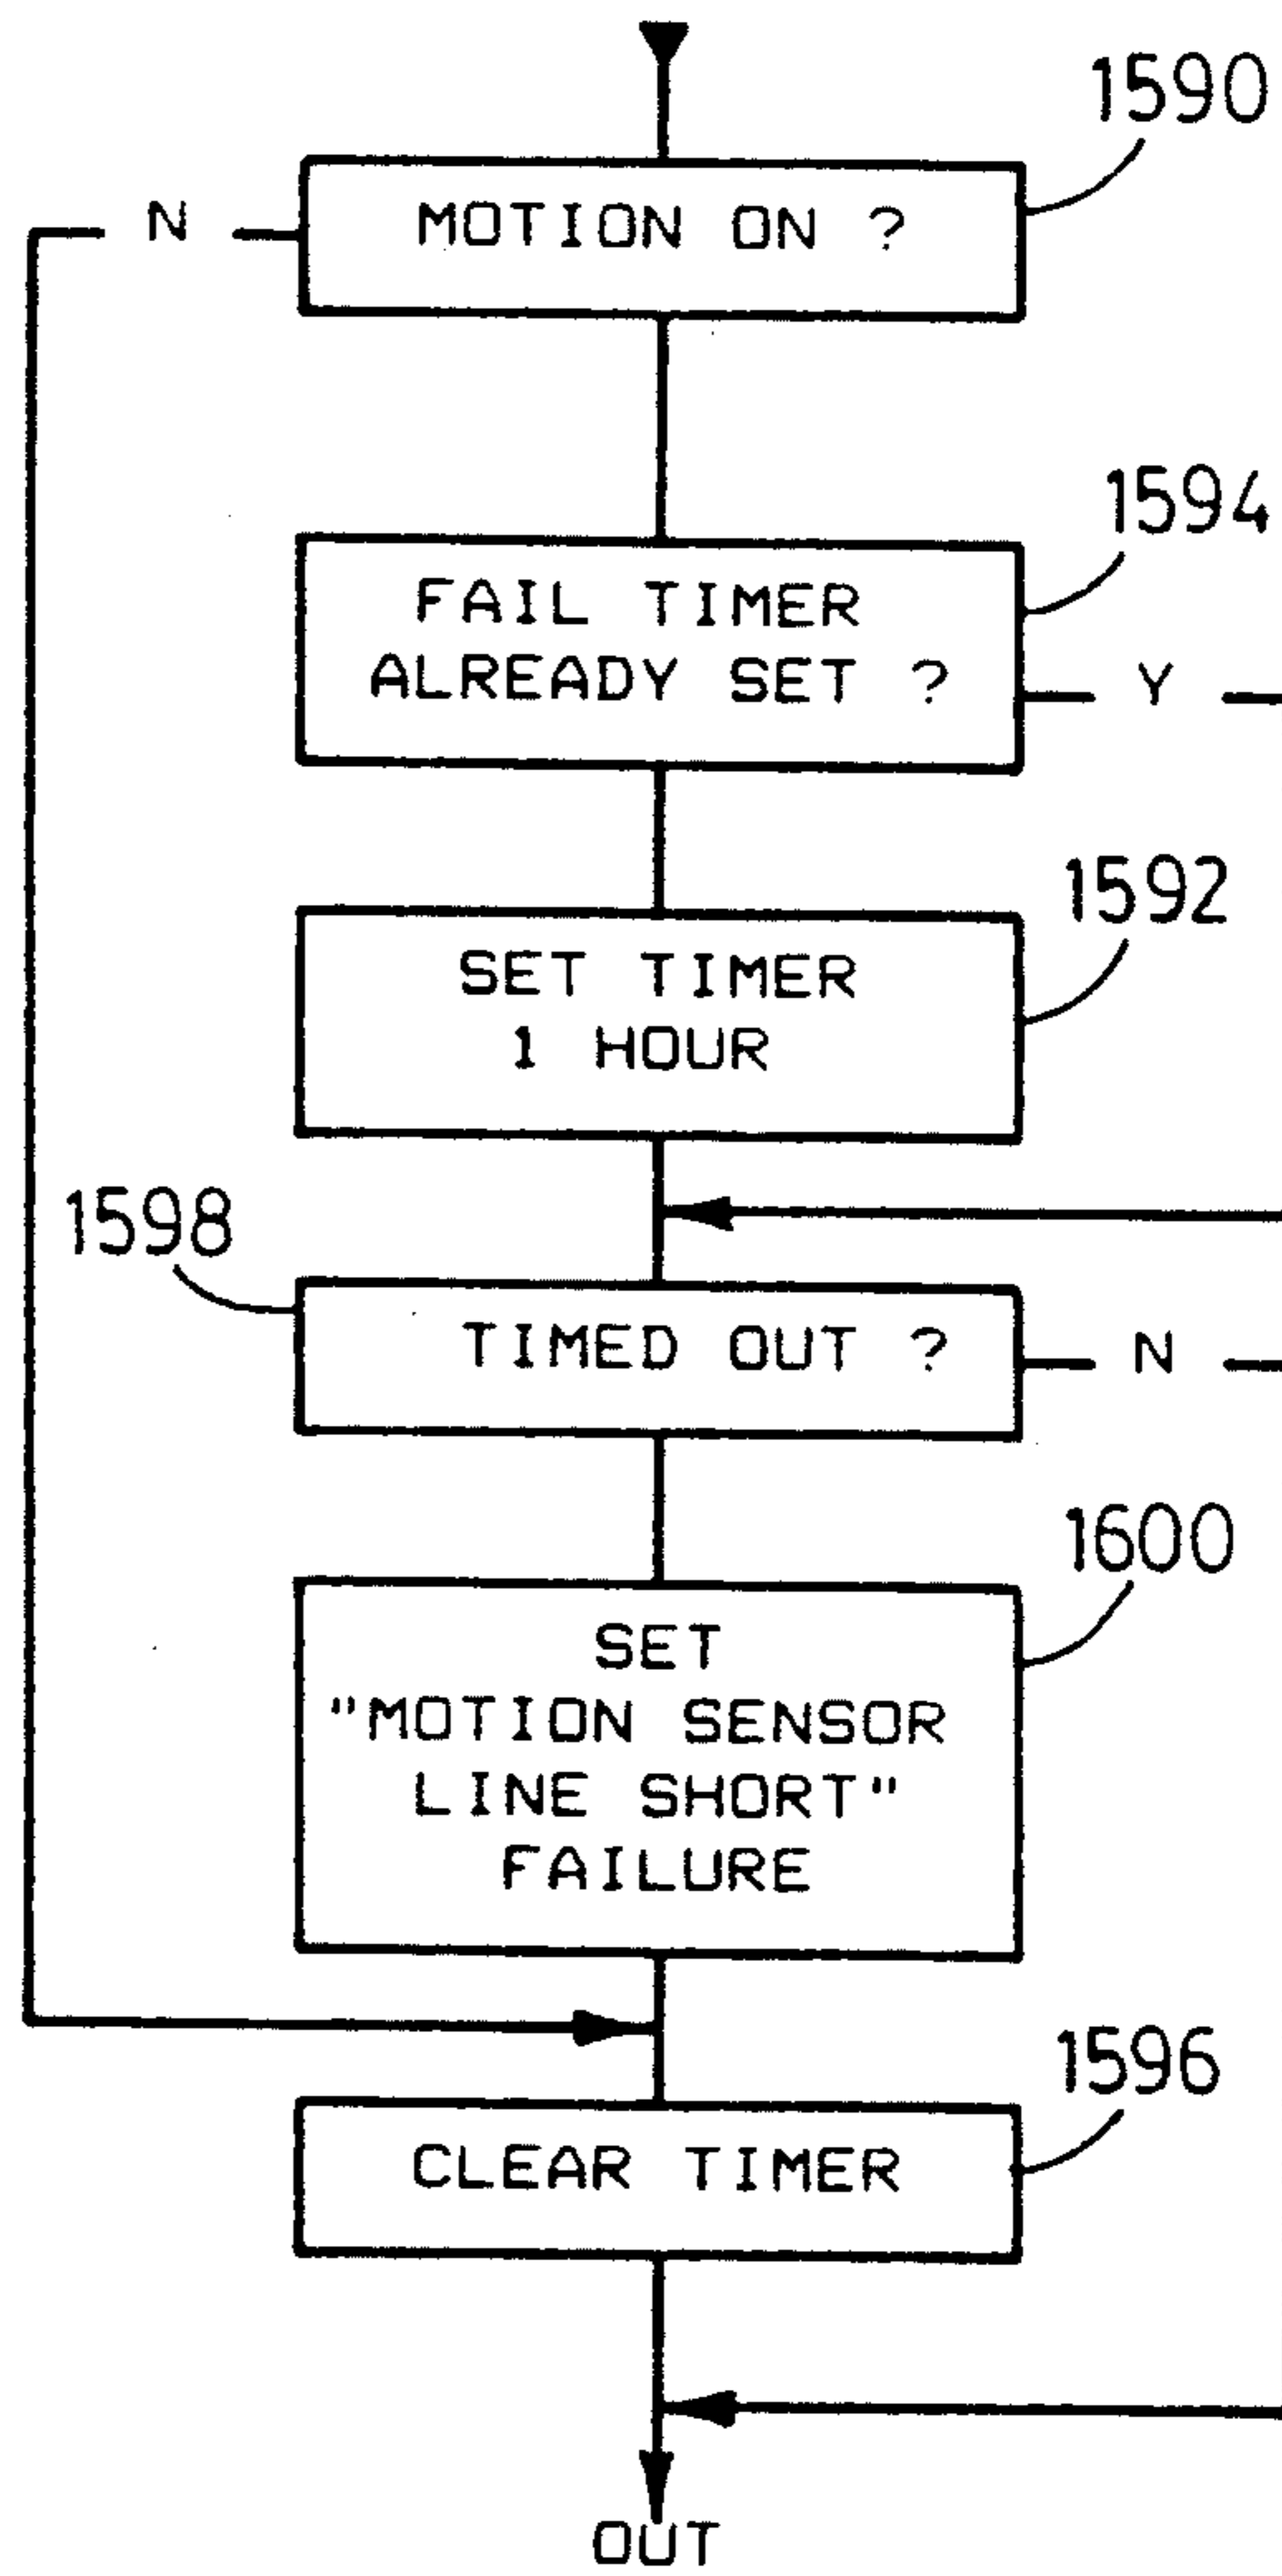 1590
N
MOTION ON ?
1594
FAIL TIMER
ALREADY SET ?
Y
1592
SET TIMER
1 HOUR
1598
TIMED OUT ?
N
1600
SET
"MOTION SENSOR
LINE SHORT"
FAILURE
1596
CLEAR TIMER
OUT